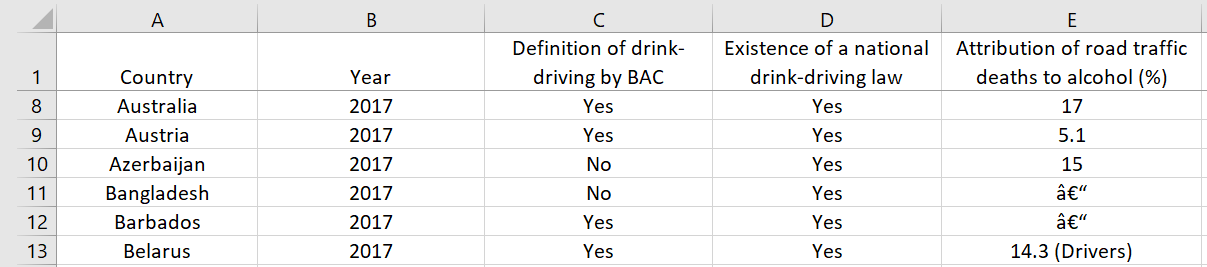 A B C D E
1 Country Year Definition of drink-driving by BAC Existence of a national drink-driving law Attribution of road traffic deaths to alcohol (%)
8 Australia 2017 Yes Yes 17
9 Austria 2017 Yes Yes 5.1
10 Azerbaijan 2017 No Yes 15
11 Bangladesh 2017 No Yes â€“
12 Barbados 2017 Yes Yes â€“
13 Belarus 2017 Yes Yes 14.3 (Drivers)